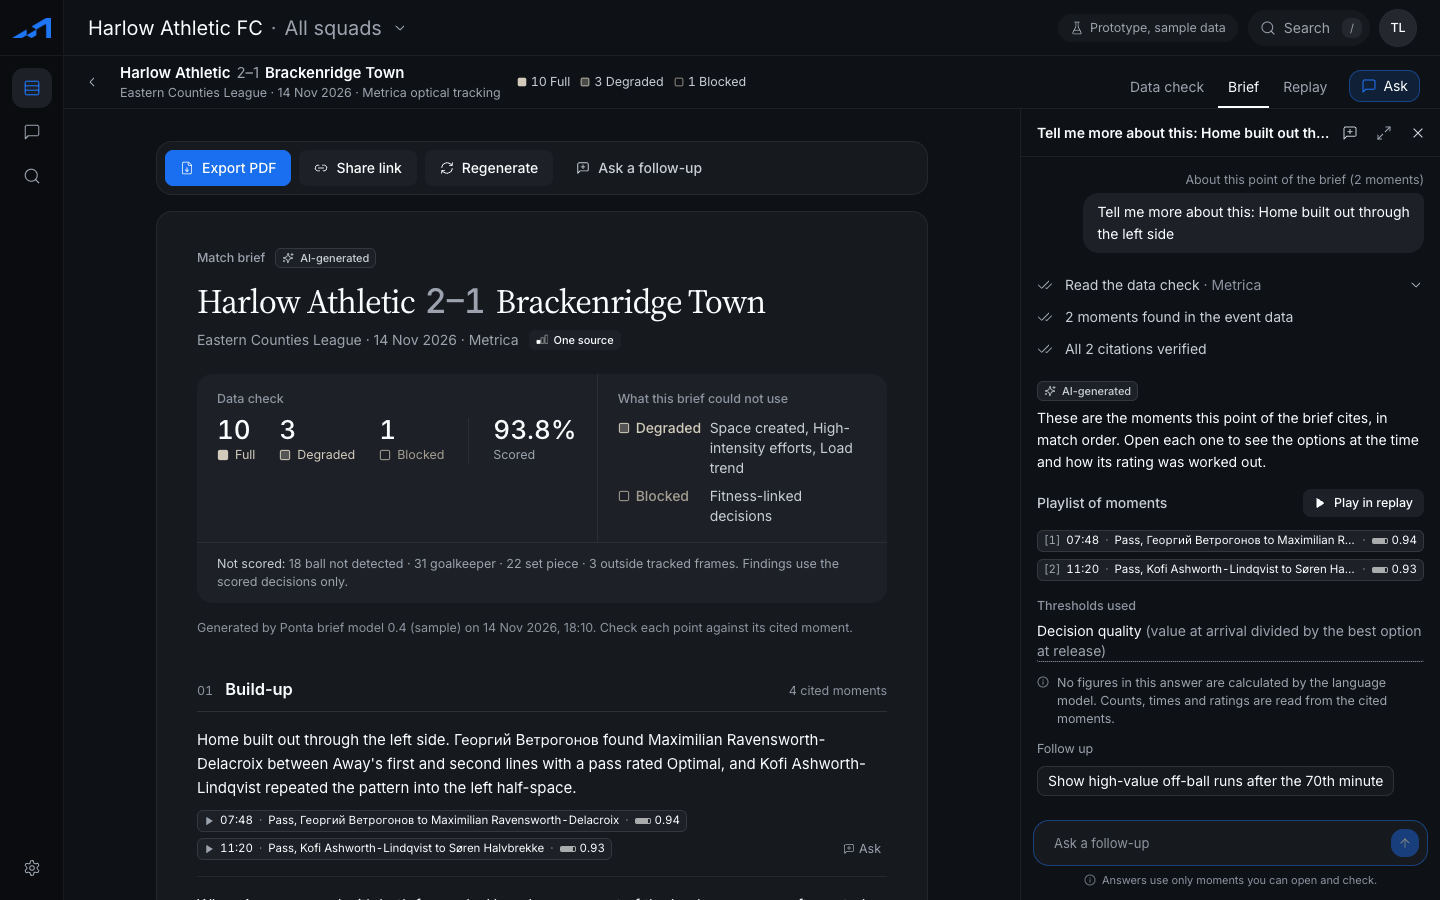 Harlow Athletic FC · All squads
Prototype, sample data
Search /
TL
Harlow Athletic 2–1 Brackenridge Town
Eastern Counties League · 14 Nov 2026 · Metrica optical tracking
10 Full 3 Degraded 1 Blocked
Data check
Brief
Replay
Ask
Export PDF
Share link
Regenerate
Ask a follow-up
Match brief AI-generated
Harlow Athletic 2–1 Brackenridge Town
Eastern Counties League · 14 Nov 2026 · Metrica One source
Data check
10 3 1 93.8%
Full Degraded Blocked Scored
What this brief could not use
Degraded Space created, High-
intensity efforts, Load
trend
Blocked Fitness-linked
decisions
Not scored: 18 ball not detected · 31 goalkeeper · 22 set piece · 3 outside tracked frames. Findings use the
scored decisions only.
Generated by Ponta brief model 0.4 (sample) on 14 Nov 2026, 18:10. Check each point against its cited moment.
01 Build-up 4 cited moments
Home built out through the left side. Георгий Ветрогонов found Maximilian Ravensworth-
Delacroix between Away's first and second lines with a pass rated Optimal, and Kofi Ashworth-
Lindqvist repeated the pattern into the left half-space.
07:48 · Pass, Георгий Ветрогонов to Maximilian Ravensworth-Delacroix · 0.94
11:20 · Pass, Kofi Ashworth-Lindqvist to Søren Halvbrekke · 0.93
Ask
Tell me more about this: Home built out th...
About this point of the brief (2 moments)
Tell me more about this: Home built out through
the left side
Read the data check · Metrica
2 moments found in the event data
All 2 citations verified
AI-generated
These are the moments this point of the brief cites, in
match order. Open each one to see the options at the time
and how its rating was worked out.
Playlist of moments
Play in replay
[1] 07:48 · Pass, Георгий Ветрогонов to Maximilian R... · 0.94
[2] 11:20 · Pass, Kofi Ashworth-Lindqvist to Søren Ha... · 0.93
Thresholds used
Decision quality (value at arrival divided by the best option
at release)
No figures in this answer are calculated by the language
model. Counts, times and ratings are read from the cited
moments.
Follow up
Show high-value off-ball runs after the 70th minute
Ask a follow-up
Answers use only moments you can open and check.